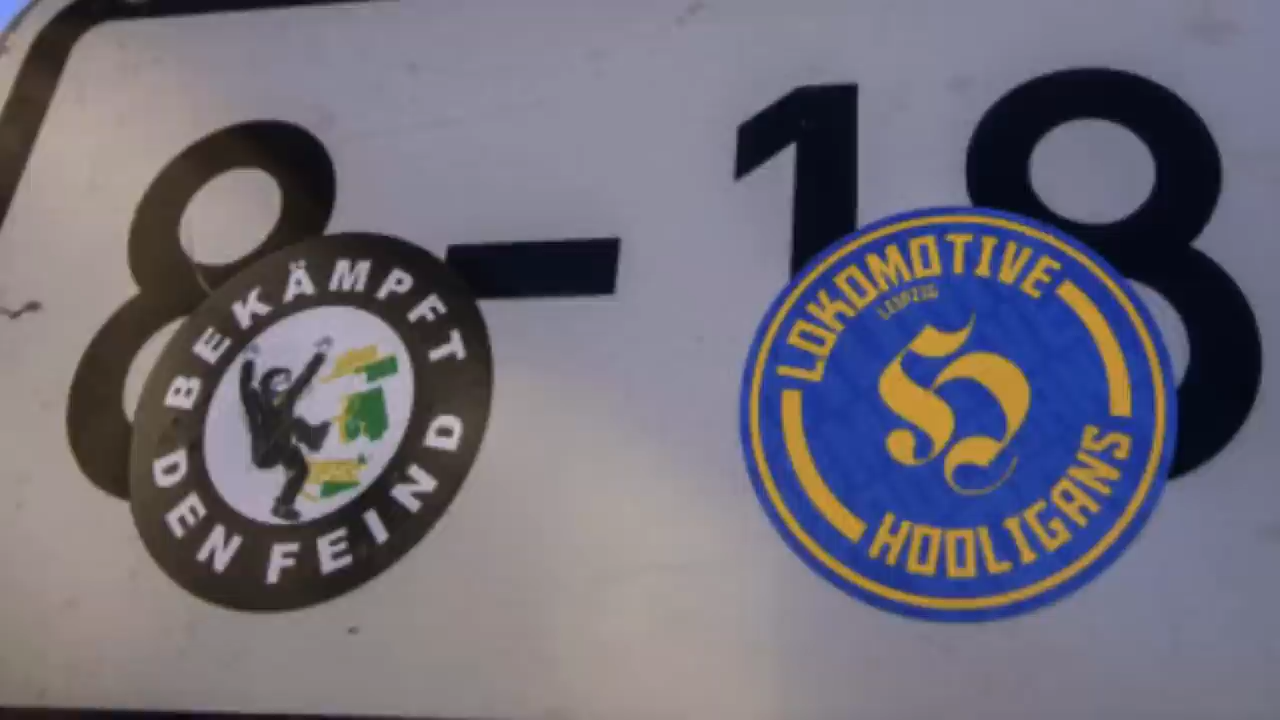 8 – 18
BEKÄMPFT
DEN FEIND
LOKOMOTIVE
LEIPZIG
H
HOOLIGANS